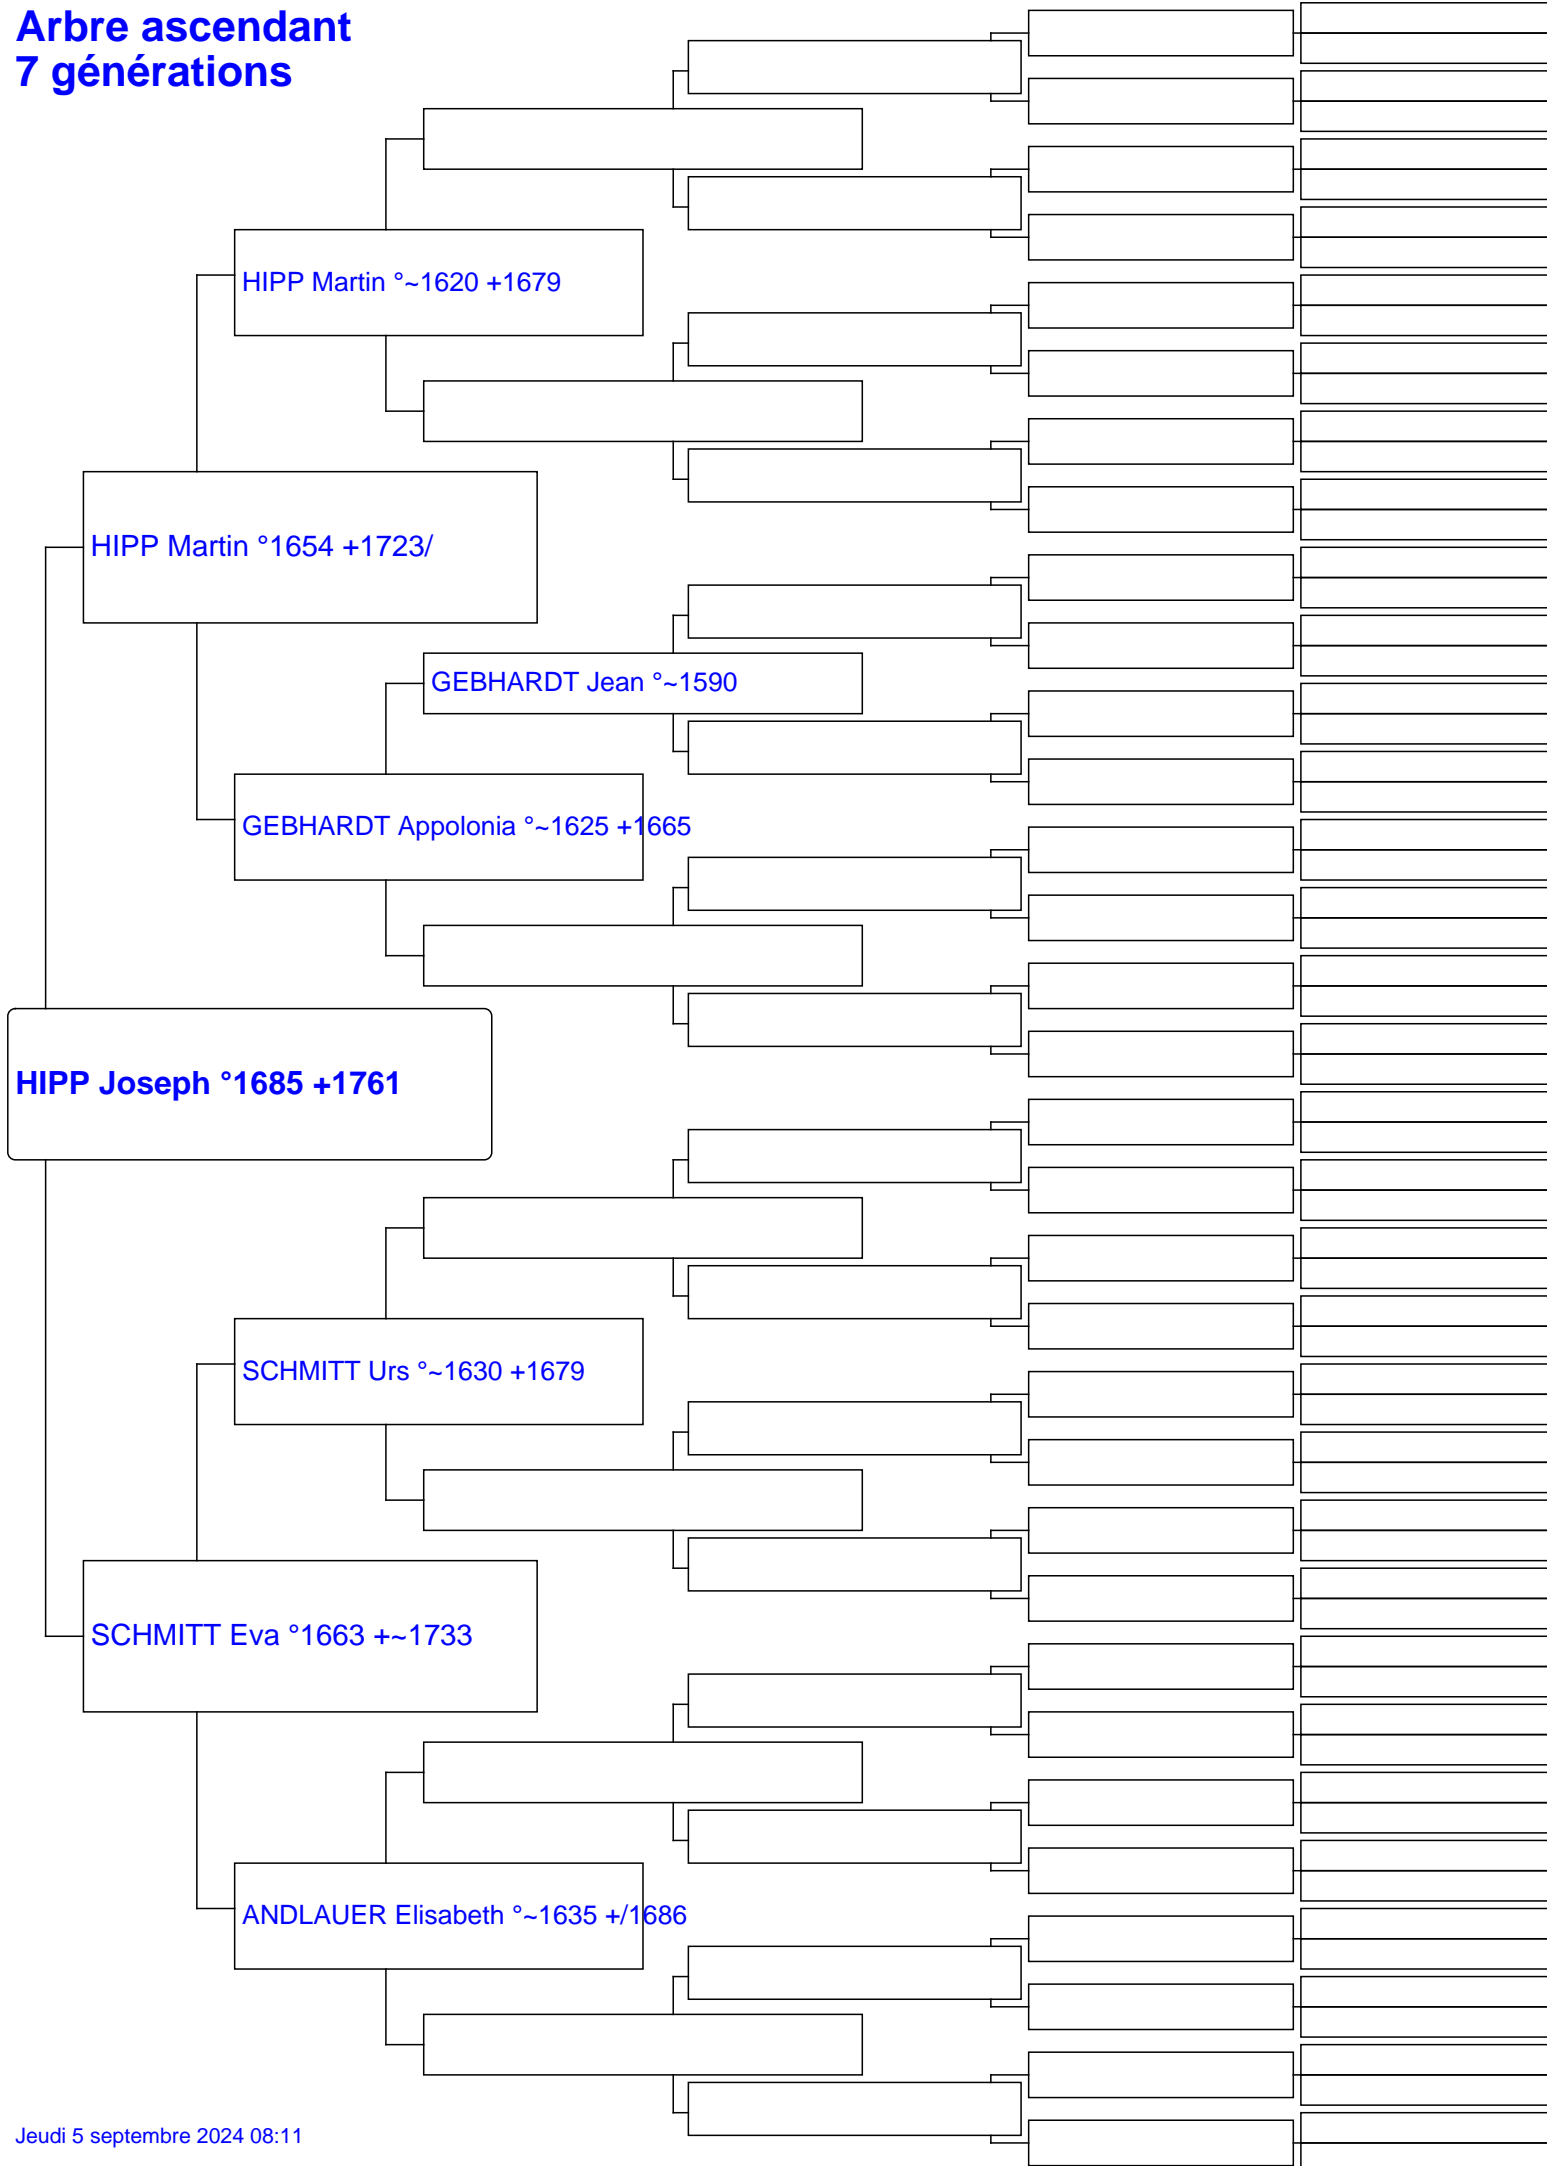 Arbre ascendant
7 générations
HIPP Martin °~1620 +1679
HIPP Martin °1654 +1723/
GEBHARDT Jean °~1590
GEBHARDT Appolonia °~1625 +1665
HIPP Joseph °1685 +1761
SCHMITT Urs °~1630 +1679
SCHMITT Eva °1663 +~1733
ANDLAUER Elisabeth °~1635 +/1686
Jeudi 5 septembre 2024 08:11